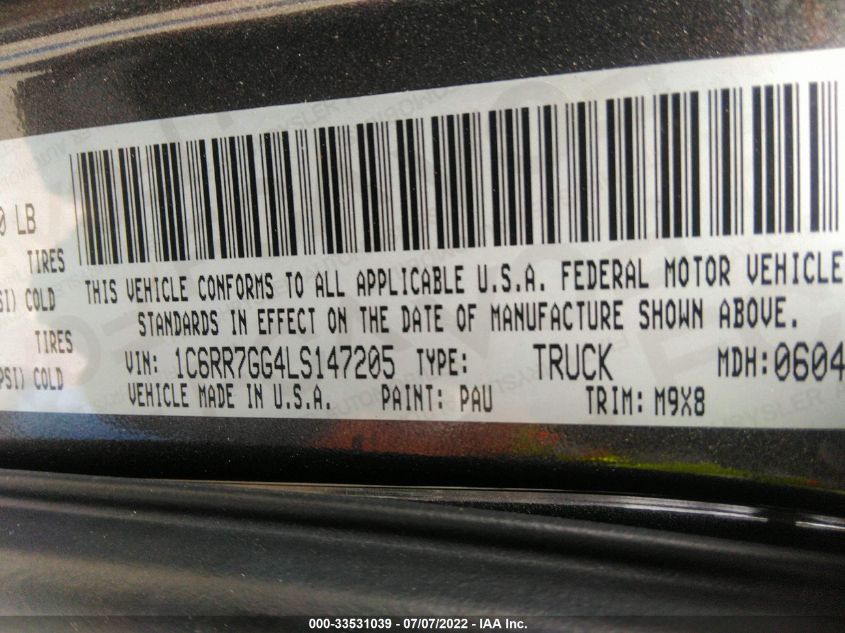 0 LB
TIRES
SI) COLD
TIRES
PSI) COLD
THIS VEHICLE CONFORMS TO ALL APPLICABLE U.S.A. FEDERAL MOTOR VEHICLE
STANDARDS IN EFFECT ON THE DATE OF MANUFACTURE SHOWN ABOVE.
VIN: 1C6RR7GG4LS147205 TYPE: TRUCK MDH:0604
VEHICLE MADE IN U.S.A. PAINT: PAU TRIM: M9X8
000-33531039 / 07/07/2022 - IAA Inc.